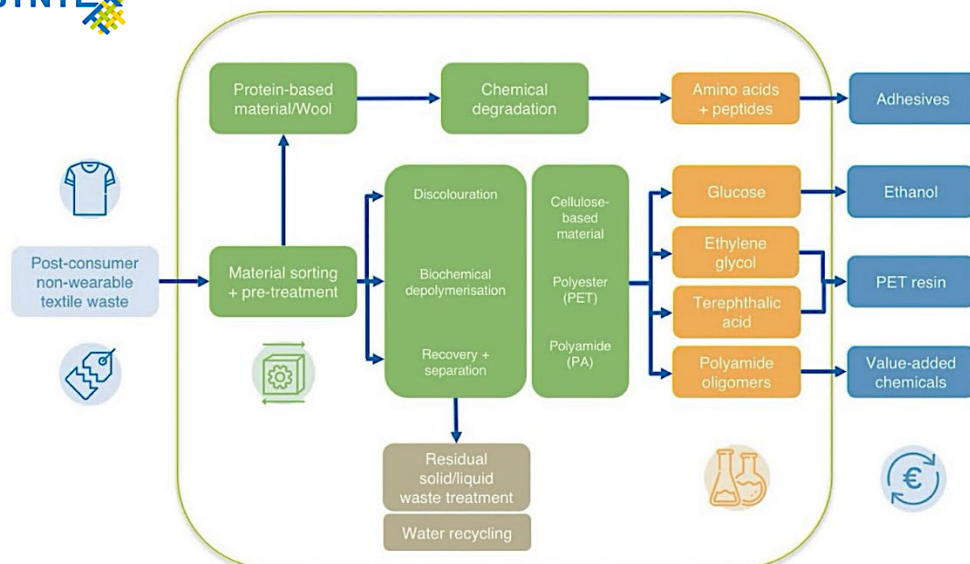 Protein-based
material/Wool
Chemical
degradation
Amino acids
+ peptides
Adhesives
Post-consumer
non-wearable
textile waste
Material sorting
+ pre-treatment
Discolouration
Biochemical
depolymerisation
Recovery +
separation
Cellulose-
based
material
Polyester
(PET)
Polyamide
(PA)
Glucose
Ethanol
Ethylene
glycol
Terephthalic
acid
PET resin
Polyamide
oligomers
Value-added
chemicals
Residual
solid/liquid
waste treatment
Water recycling
€